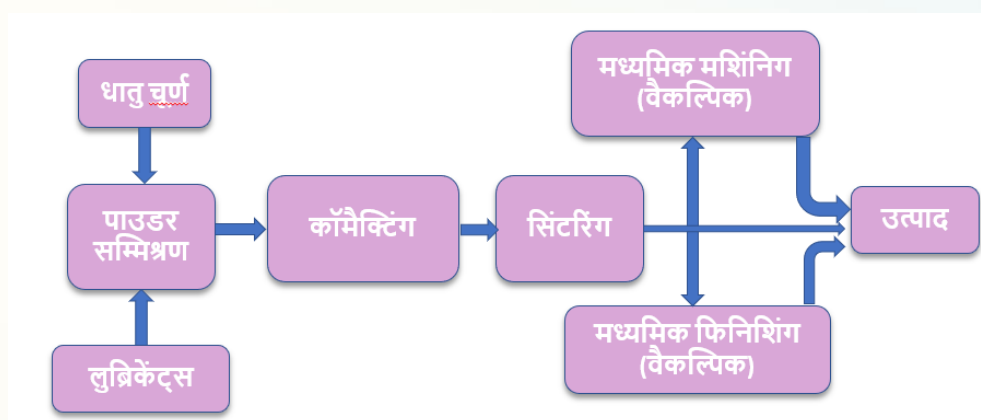 धातु चूर्ण
पाउडर
सम्मिश्रण
लुब्रिकेंट्स
कॉमैक्टिंग
सिंटरिंग
मध्यमिक मशिंनिग
(वैकल्पिक)
मध्यमिक फिनिशिंग
(वैकल्पिक)
उत्पाद